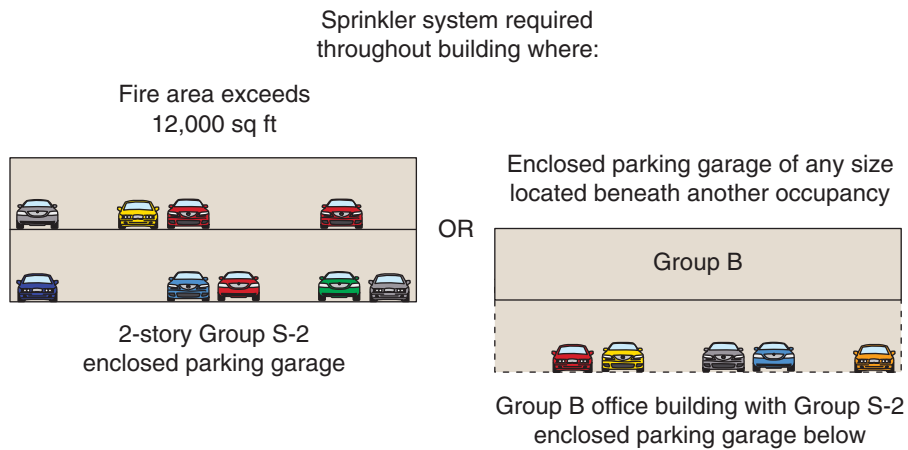 Sprinkler system required
throughout building where:
Fire area exceeds
12,000 sq ft
2-story Group S-2
enclosed parking garage
OR
Enclosed parking garage of any size
located beneath another occupancy
Group B
Group B office building with Group S-2
enclosed parking garage below